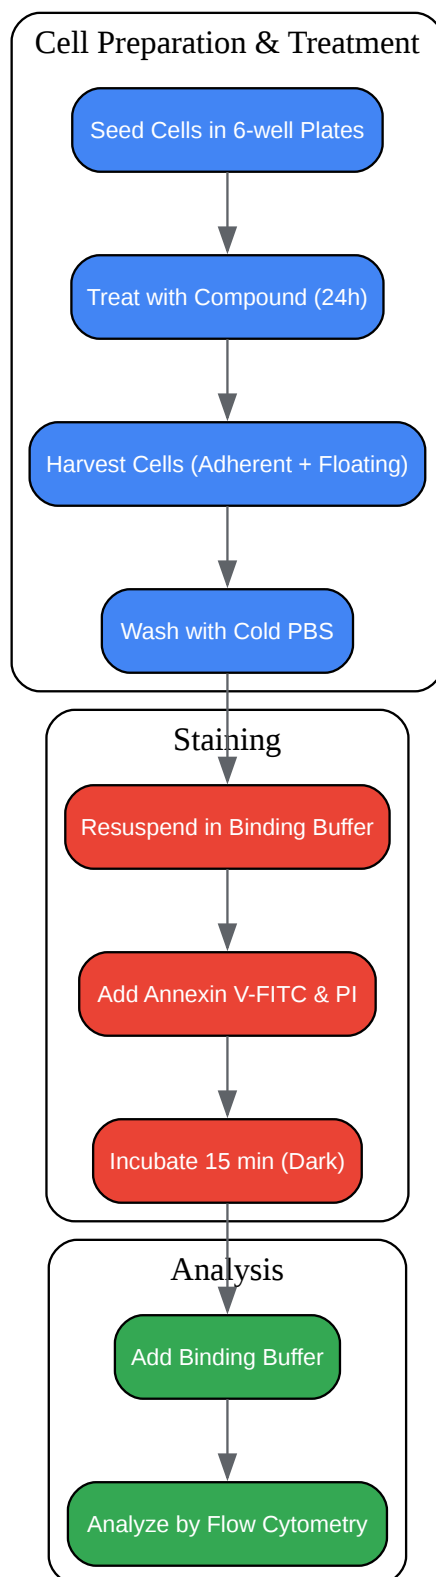 Cell Preparation & Treatment
Seed Cells in 6-well Plates
Treat with Compound (24h)
Harvest Cells (Adherent + Floating)
Wash with Cold PBS
Staining
Resuspend in Binding Buffer
Add Annexin V-FITC & PI
Incubate 15 min (Dark)
Analysis
Add Binding Buffer
Analyze by Flow Cytometry